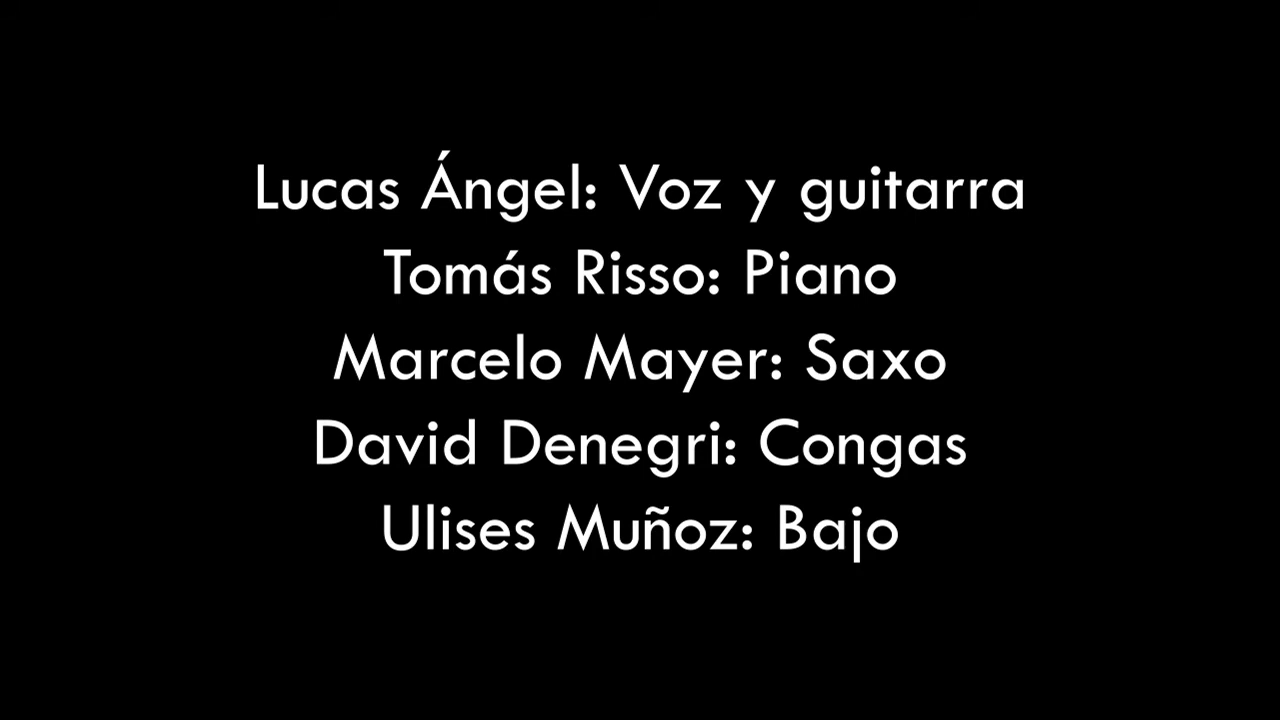 Lucas Ángel: Voz y guitarra
Tomás Risso: Piano
Marcelo Mayer: Saxo
David Denegri: Congas
Ulises Muñoz: Bajo